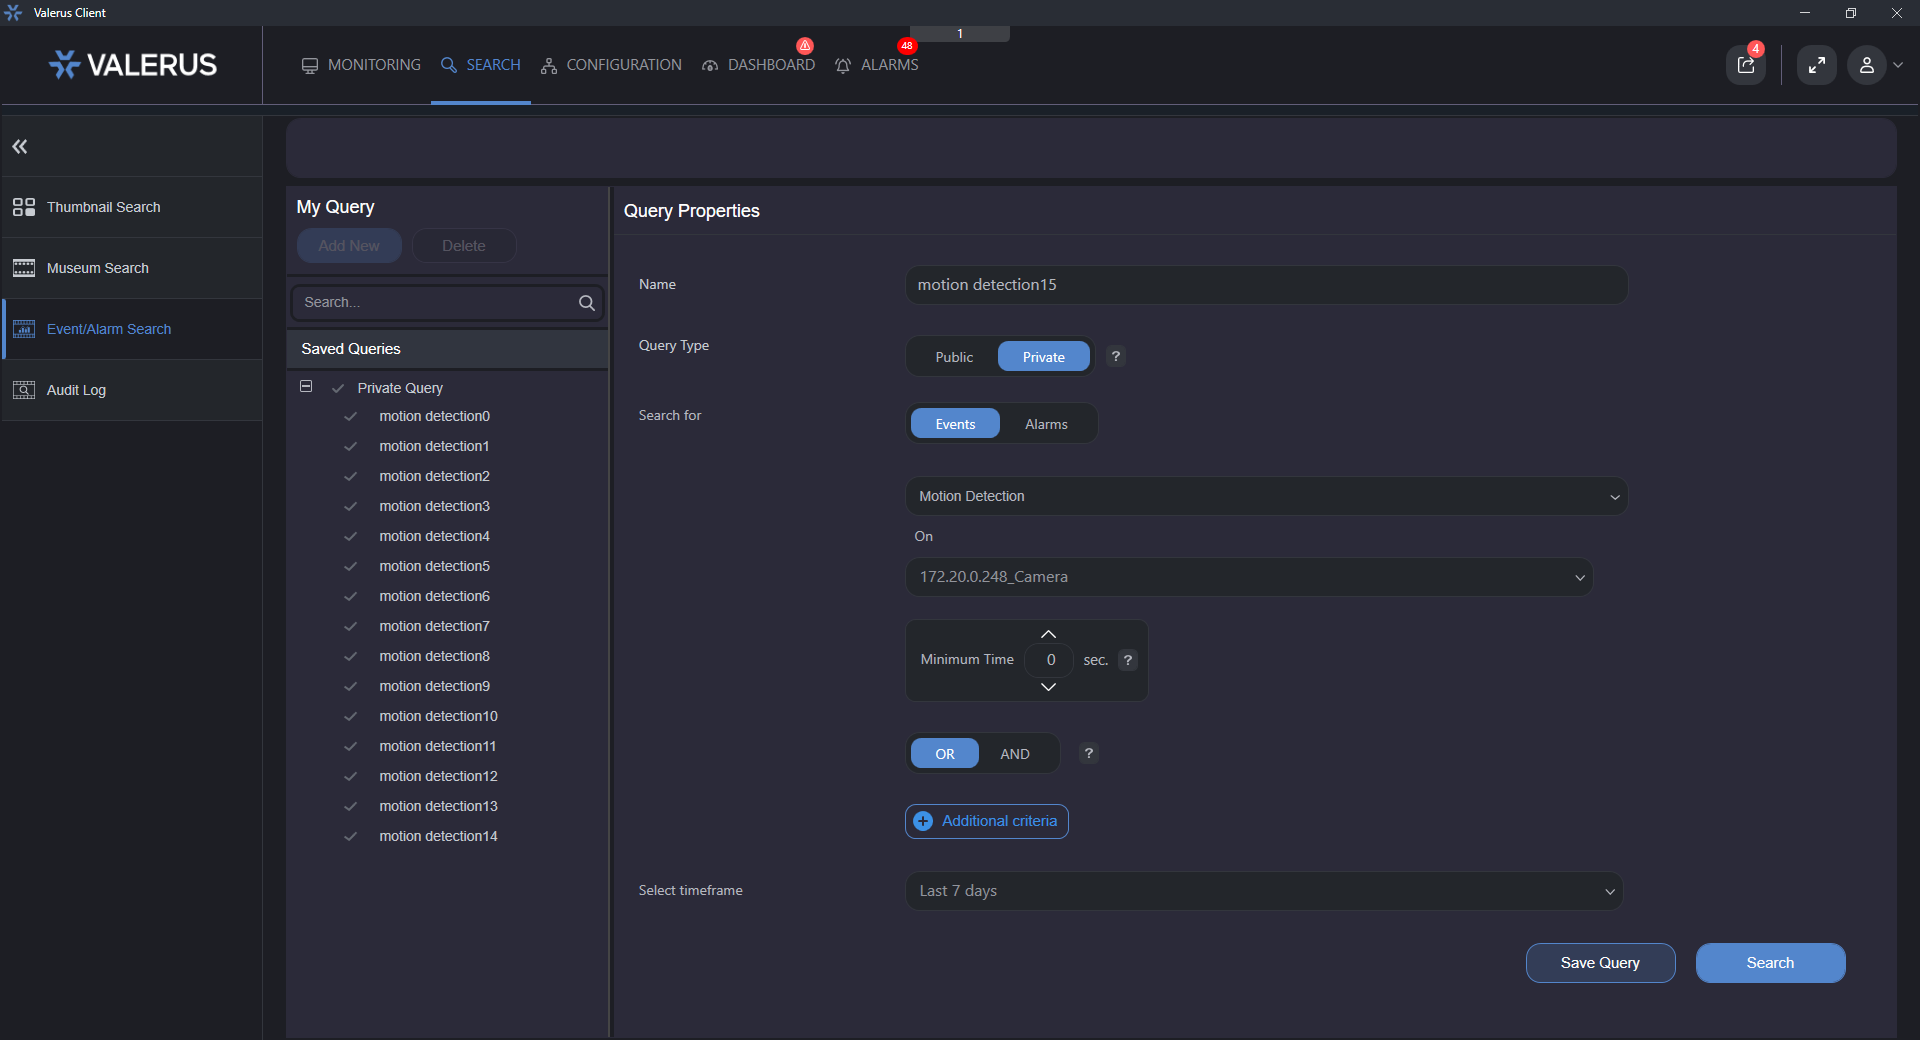 Valerus Client
1
VALERUS
MONITORING
SEARCH
CONFIGURATION
DASHBOARD
48
ALARMS
4
Thumbnail Search
Museum Search
Event/Alarm Search
Audit Log
My Query
Add New
Delete
Search...
Saved Queries
Private Query
motion detection0
motion detection1
motion detection2
motion detection3
motion detection4
motion detection5
motion detection6
motion detection7
motion detection8
motion detection9
motion detection10
motion detection11
motion detection12
motion detection13
motion detection14
Query Properties
Name
motion detection15
Query Type
Public
Private
?
Search for
Events
Alarms
Motion Detection
On
172.20.0.248_Camera
Minimum Time 0 sec. ?
OR
AND
?
Additional criteria
Select timeframe
Last 7 days
Save Query
Search